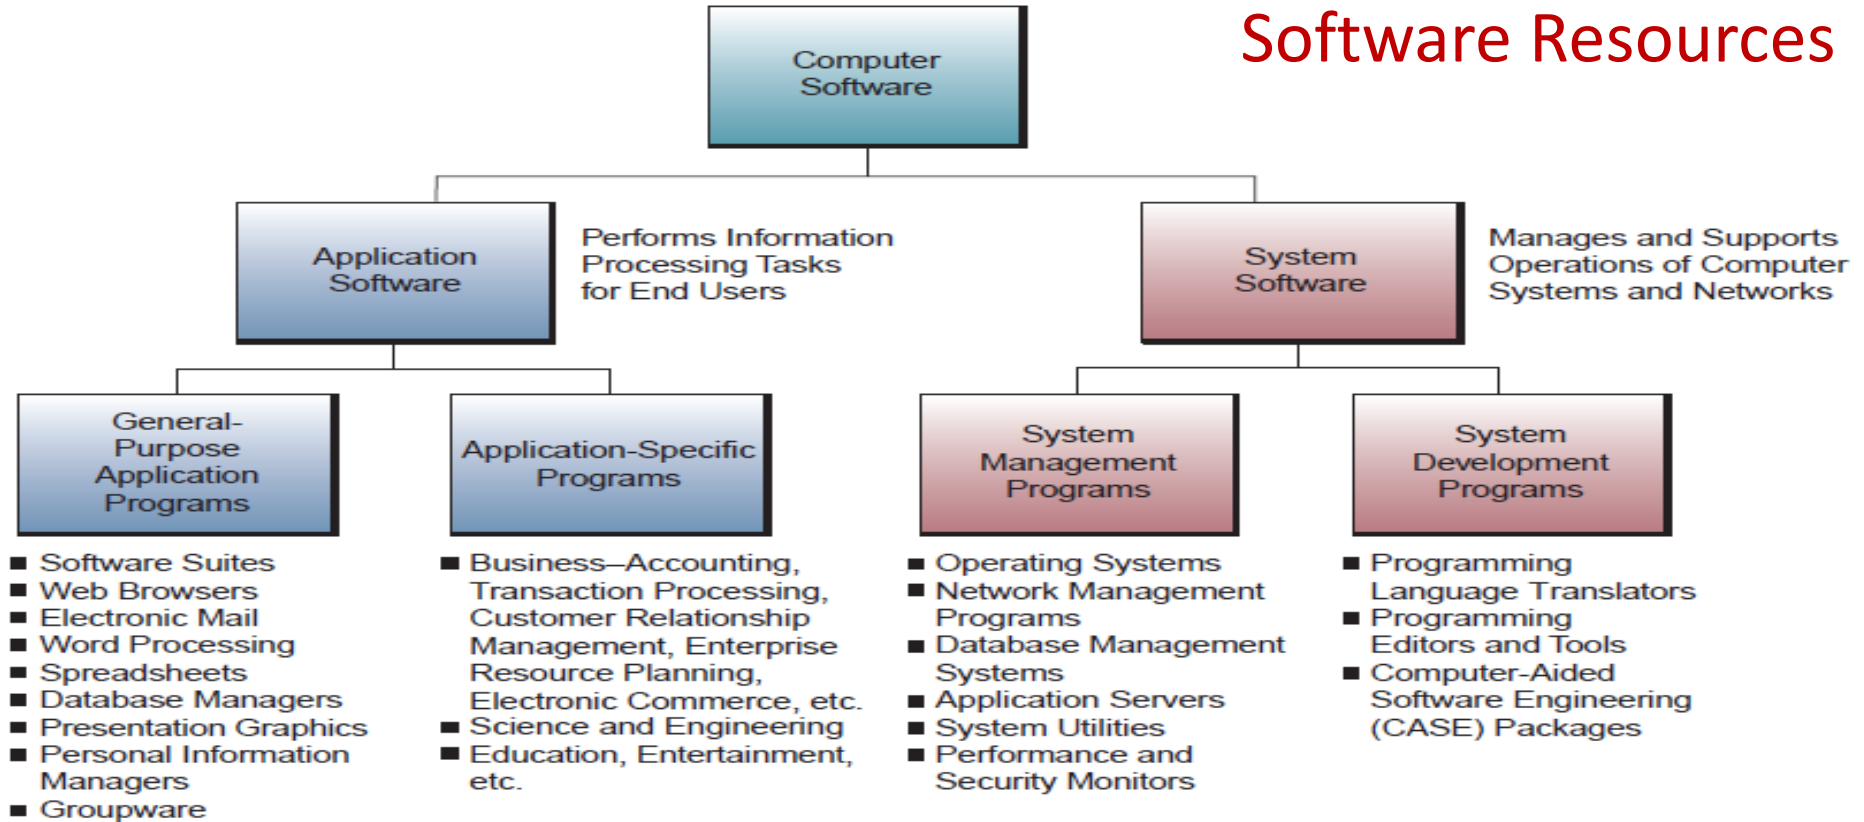 Software Resources
Computer
Software
Application
Software
Performs Information
Processing Tasks
for End Users
System
Software
Manages and Supports
Operations of Computer
Systems and Networks
General-
Purpose
Application
Programs
Application-Specific
Programs
System
Management
Programs
System
Development
Programs
■ Software Suites
■ Web Browsers
■ Electronic Mail
■ Word Processing
■ Spreadsheets
■ Database Managers
■ Presentation Graphics
■ Personal Information
Managers
■ Groupware
■ Business–Accounting,
Transaction Processing,
Customer Relationship
Management, Enterprise
Resource Planning,
Electronic Commerce, etc.
■ Science and Engineering
■ Education, Entertainment,
etc.
■ Operating Systems
■ Network Management
Programs
■ Database Management
Systems
■ Application Servers
■ System Utilities
■ Performance and
Security Monitors
■ Programming
Language Translators
■ Programming
Editors and Tools
■ Computer-Aided
Software Engineering
(CASE) Packages